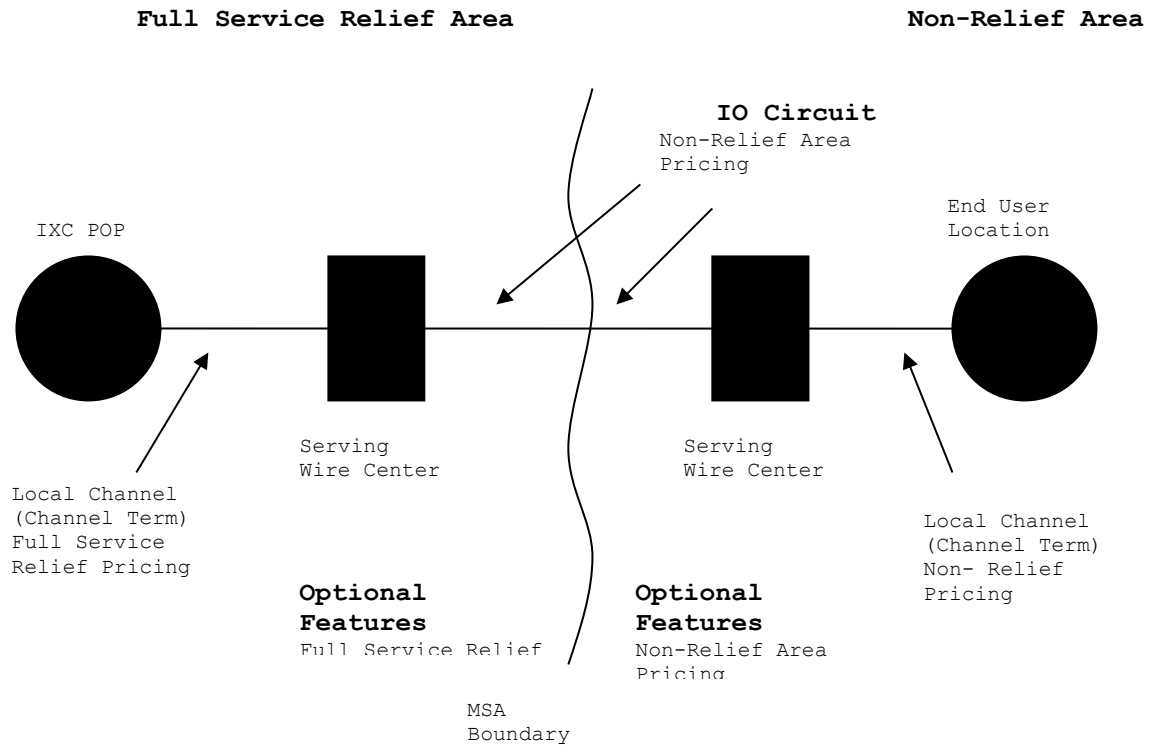 Full Service Relief Area
Non-Relief Area
IO Circuit
Non-Relief Area
Pricing
IXC POP
End User
Location
Serving
Wire Center
Serving
Wire Center
Local Channel
(Channel Term)
Full Service
Relief Pricing
Local Channel
(Channel Term)
Non- Relief
Pricing
Optional
Features
Full Service Relief
Optional
Features
Non-Relief Area
Pricing
MSA
Boundary